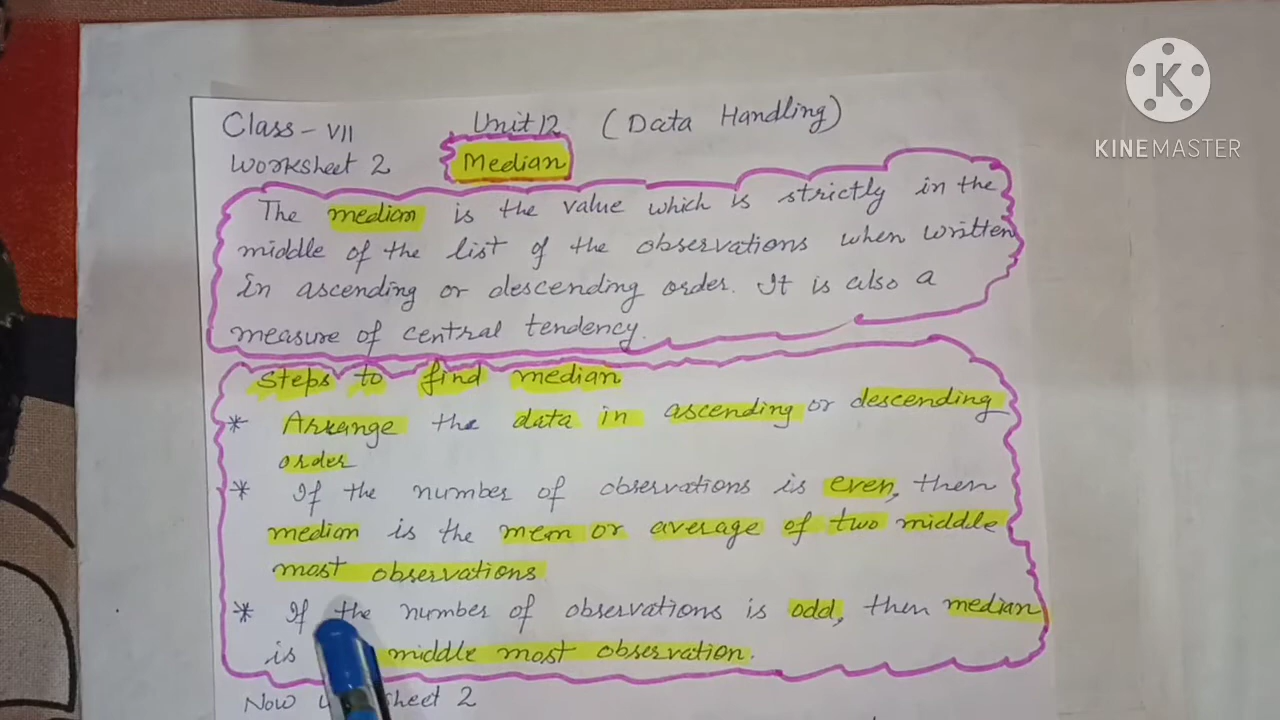 Class - VII Unit 12 (Data Handling)
Worksheet 2 Median
The median is the value which is strictly in the
middle of the list of the observations when written
in ascending or descending order. It is also a
measure of central tendency.
Steps to find median
* Arrange the data in ascending or descending
order
* If the number of observations is even, then
median is the mean or average of two middle
most observations
* If the number of observations is odd, then median
is middle most observation.
Now sheet 2
K
KINEMASTER